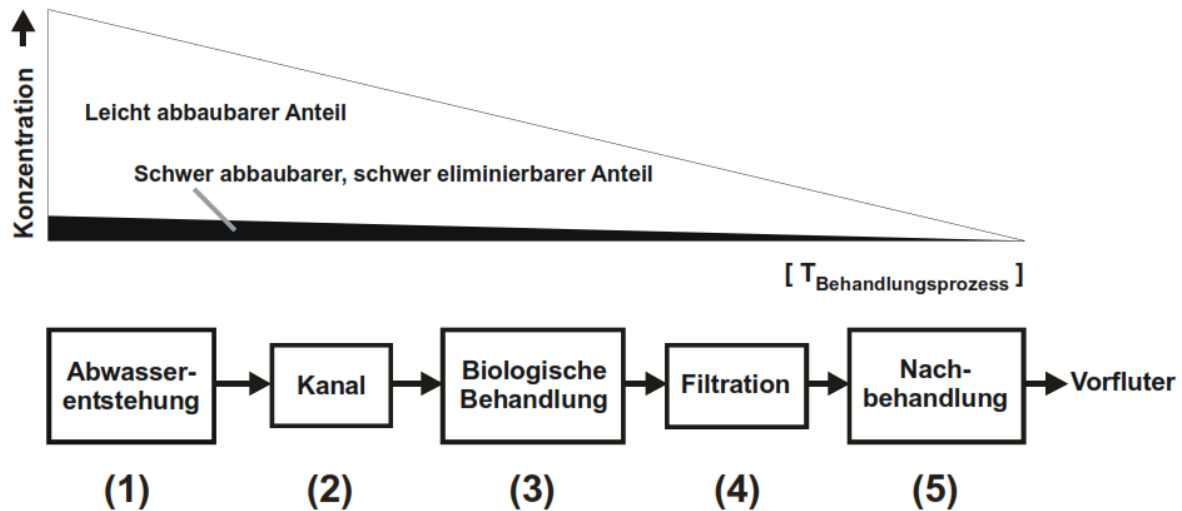 Konzentration
Leicht abbaubarer Anteil
Schwer abbaubarer, schwer eliminierbarer Anteil
[ T Behandlungsprozess ]
Abwasser-
entstehung
Kanal
Biologische
Behandlung
Filtration
Nach-
behandlung
Vorfluter
(1)
(2)
(3)
(4)
(5)